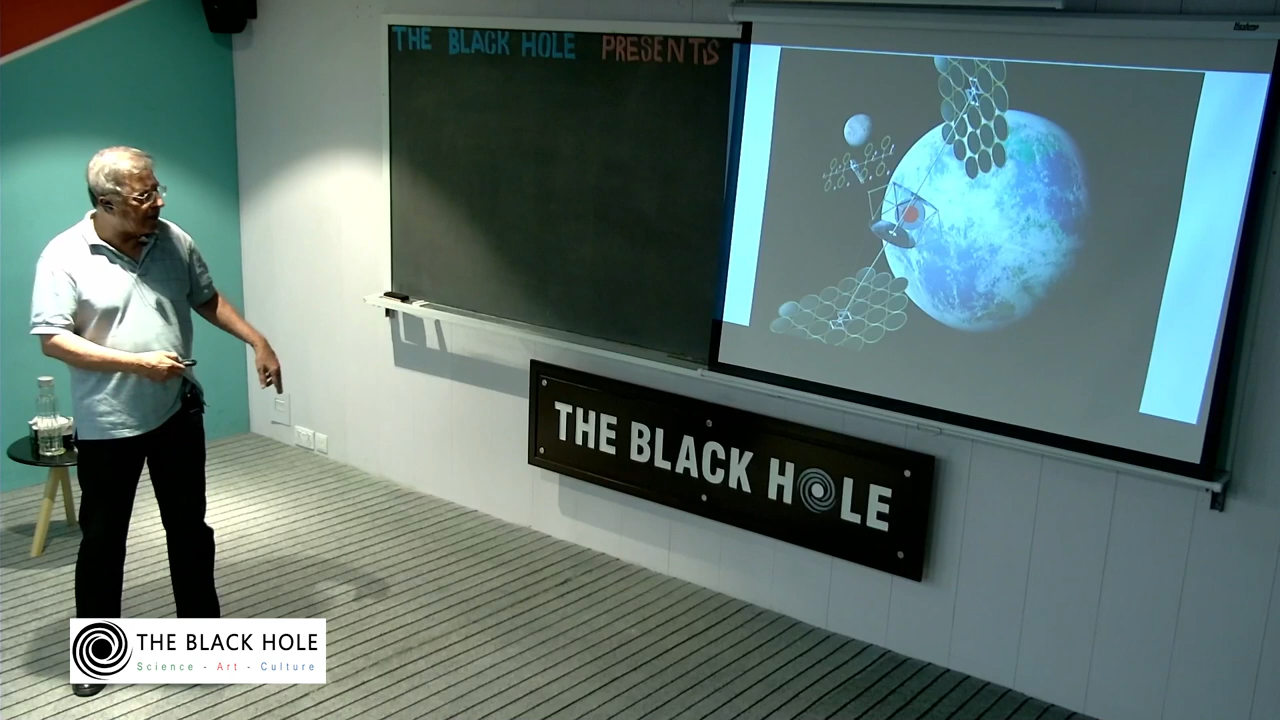 THE BLACK HOLE PRESENTS
THE BLACK HOLE
THE BLACK HOLE
Science - Art - Culture